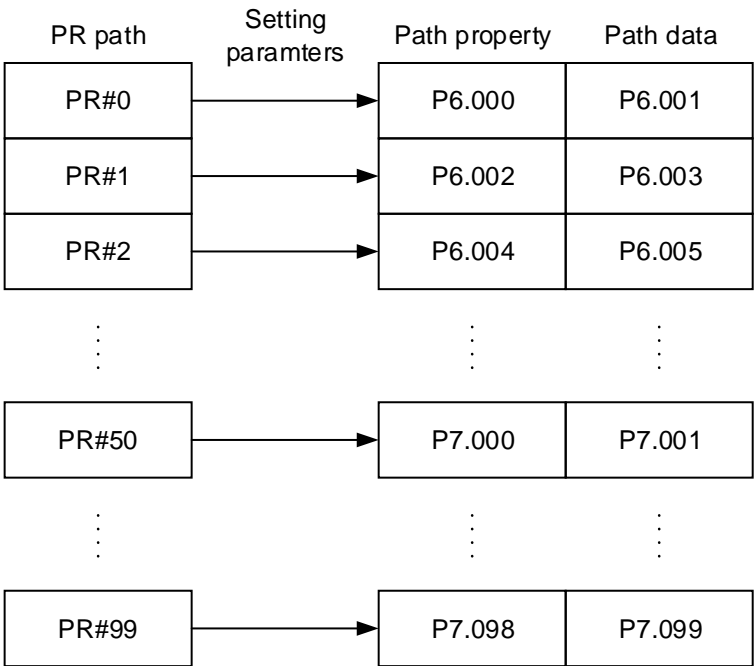 PR path
Setting
paramters
Path property
Path data
PR#0
P6.000
P6.001
PR#1
P6.002
P6.003
PR#2
P6.004
P6.005
PR#50
P7.000
P7.001
PR#99
P7.098
P7.099